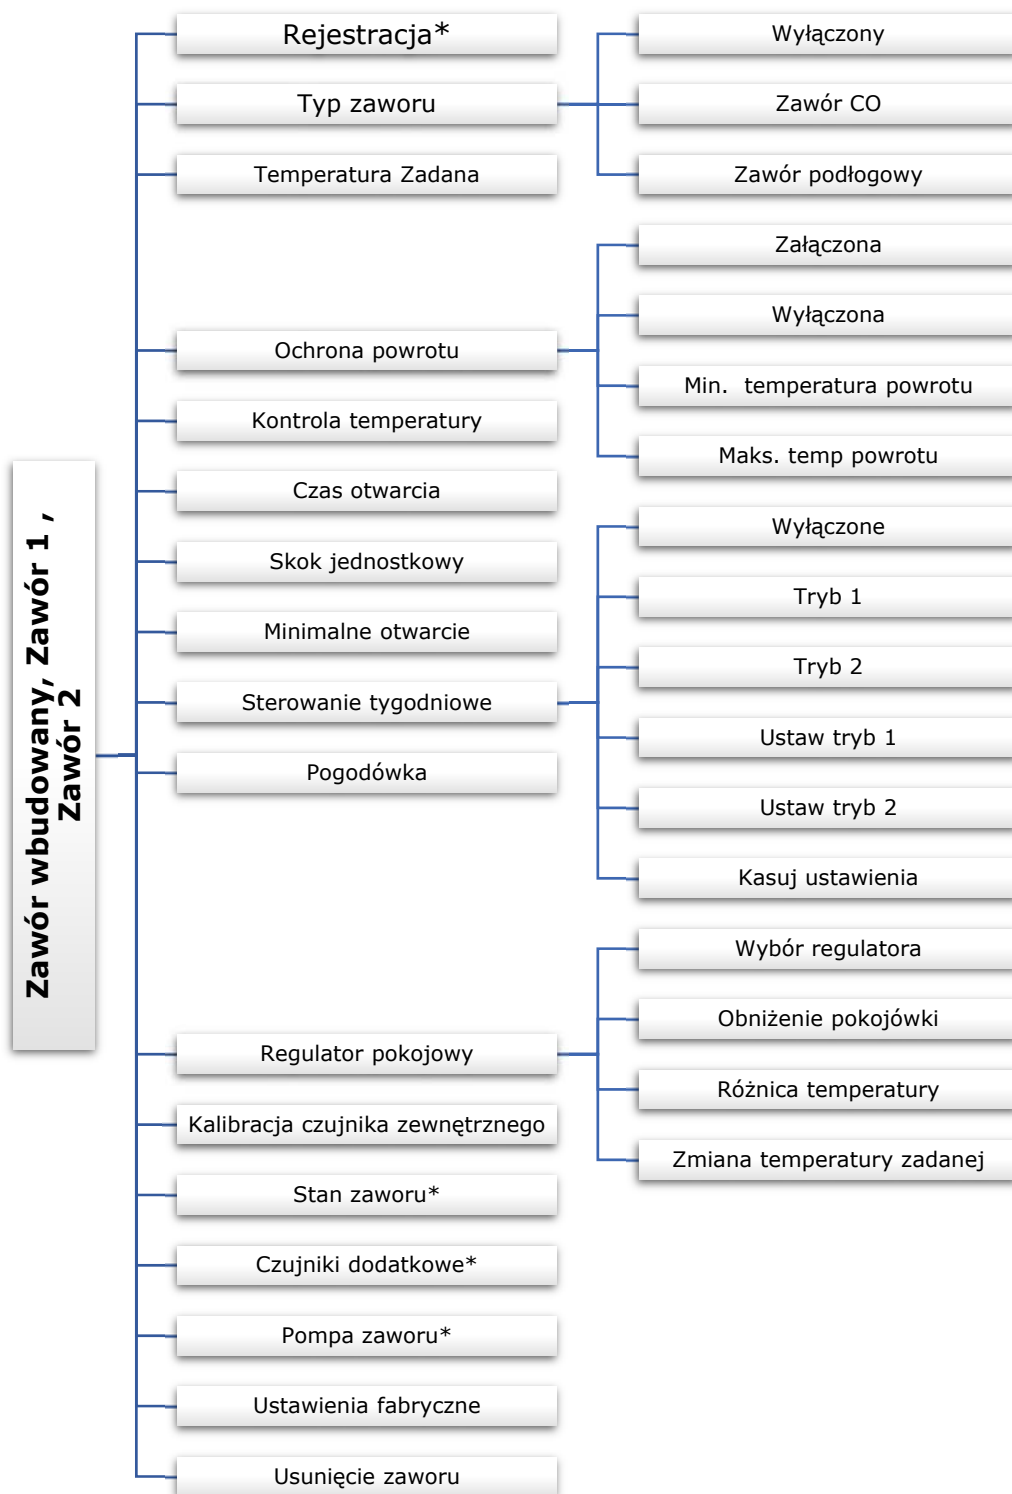 Zawór wbudowany, Zawór 1 ,
Zawór 2
Rejestracja*
Typ zaworu
Wyłączony
Zawór CO
Zawór podłogowy
Temperatura Zadana
Ochrona powrotu
Załączona
Wyłączona
Min.  temperatura powrotu
Maks. temp powrotu
Kontrola temperatury
Czas otwarcia
Skok jednostkowy
Minimalne otwarcie
Sterowanie tygodniowe
Wyłączone
Tryb 1
Tryb 2
Ustaw tryb 1
Ustaw tryb 2
Kasuj ustawienia
Pogodówka
Regulator pokojowy
Wybór regulatora
Obniżenie pokojówki
Różnica temperatury
Zmiana temperatury zadanej
Kalibracja czujnika zewnętrznego
Stan zaworu*
Czujniki dodatkowe*
Pompa zaworu*
Ustawienia fabryczne
Usunięcie zaworu